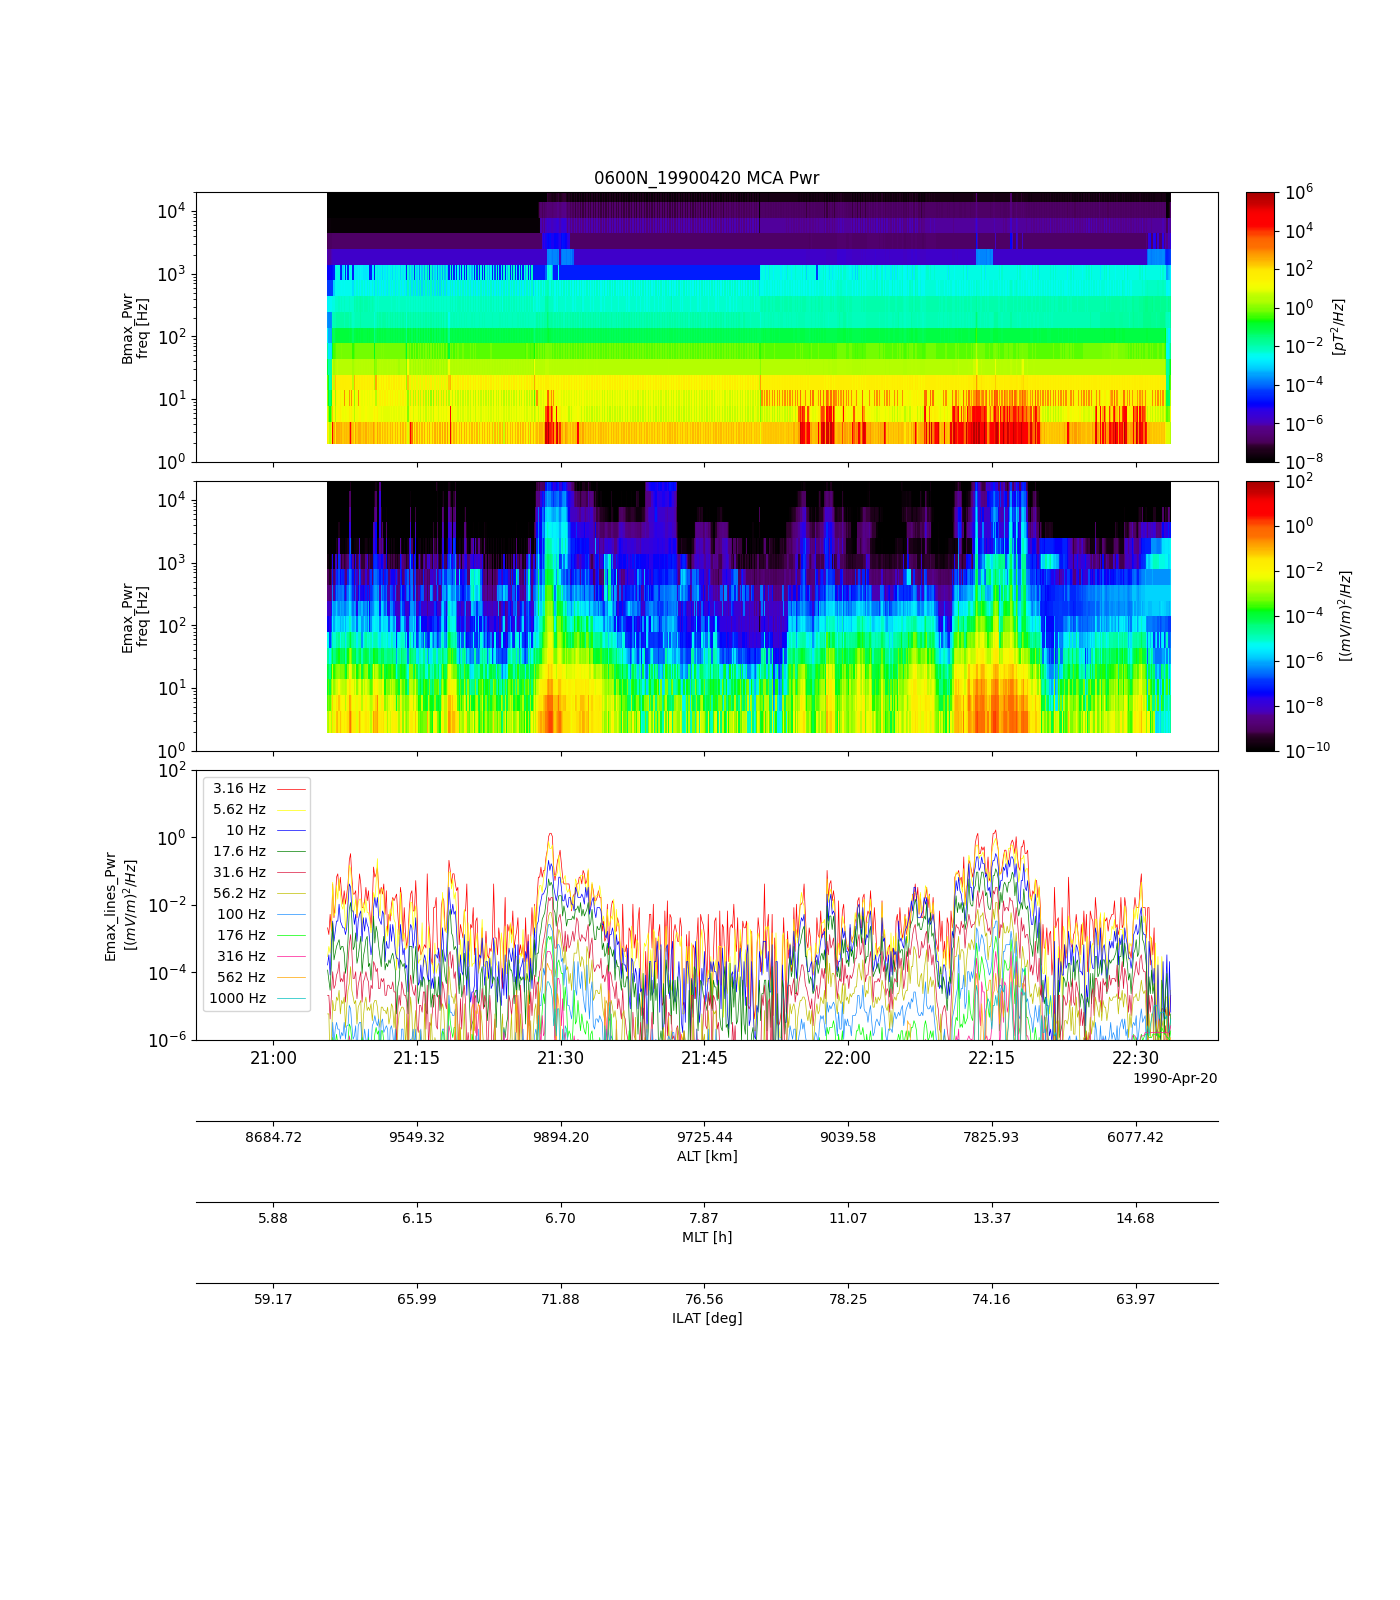 0600N_19900420 MCA Pwr
Bmax_Pwr
freq [Hz]
10^4
10^3
10^2
10^1
10^0
10^6
10^4
10^2
10^0
10^-2
10^-4
10^-6
10^-8
[pT^2/Hz]
Emax_Pwr
freq [Hz]
10^4
10^3
10^2
10^1
10^0
10^2
10^0
10^-2
10^-4
10^-6
10^-8
10^-10
[(mV/m)^2/Hz]
Emax_lines_Pwr
[(mV/m)^2/Hz]
10^2
10^0
10^-2
10^-4
10^-6
3.16 Hz
5.62 Hz
10 Hz
17.6 Hz
31.6 Hz
56.2 Hz
100 Hz
176 Hz
316 Hz
562 Hz
1000 Hz
21:00 21:15 21:30 21:45 22:00 22:15 22:30
1990-Apr-20
8684.72 9549.32 9894.20 9725.44 9039.58 7825.93 6077.42
ALT [km]
5.88 6.15 6.70 7.87 11.07 13.37 14.68
MLT [h]
59.17 65.99 71.88 76.56 78.25 74.16 63.97
ILAT [deg]